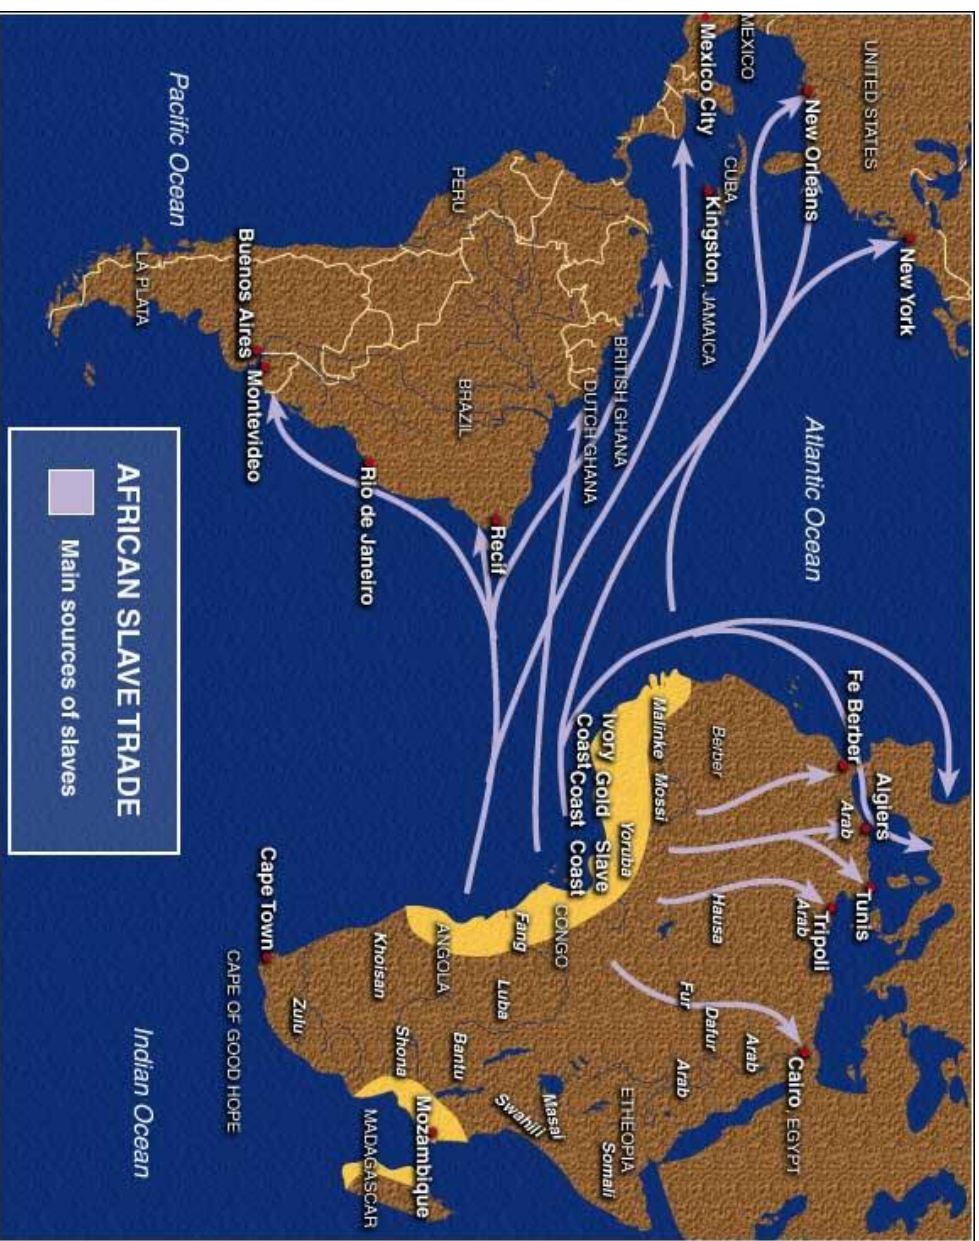 UNITED STATES
New York
New Orleans
MEXICO
Mexico City
CUBA
Kingston, JAMAICA
Atlantic Ocean
BRITISH GHANA
DUTCH GHANA
PERU
BRAZIL
Recif
Rio de Janeiro
Buenos Aires
Montevideo
LA PLATA
Pacific Ocean
Fe Berber
Algiers
Arab
Tunis
Tripoli
Arab
Cairo, EGYPT
Berber
Malinke
Mossi
Hausa
Fur
Dafur
Arab
Arab
Ivory
Coast
Gold
Coast
Yoruba
Slave
Coast
ETHEOPIA
Somali
CONGO
Fang
Luba
Masai
Swahili
ANGOLA
Bantu
Khoisan
Shona
Mozambique
MADAGASCAR
Zulu
Cape Town
CAPE OF GOOD HOPE
Indian Ocean
AFRICAN SLAVE TRADE
Main sources of slaves